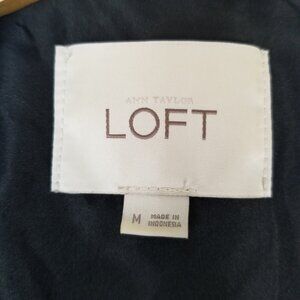 ANN TAYLOR
LOFT
M
MADE IN
INDONESIA